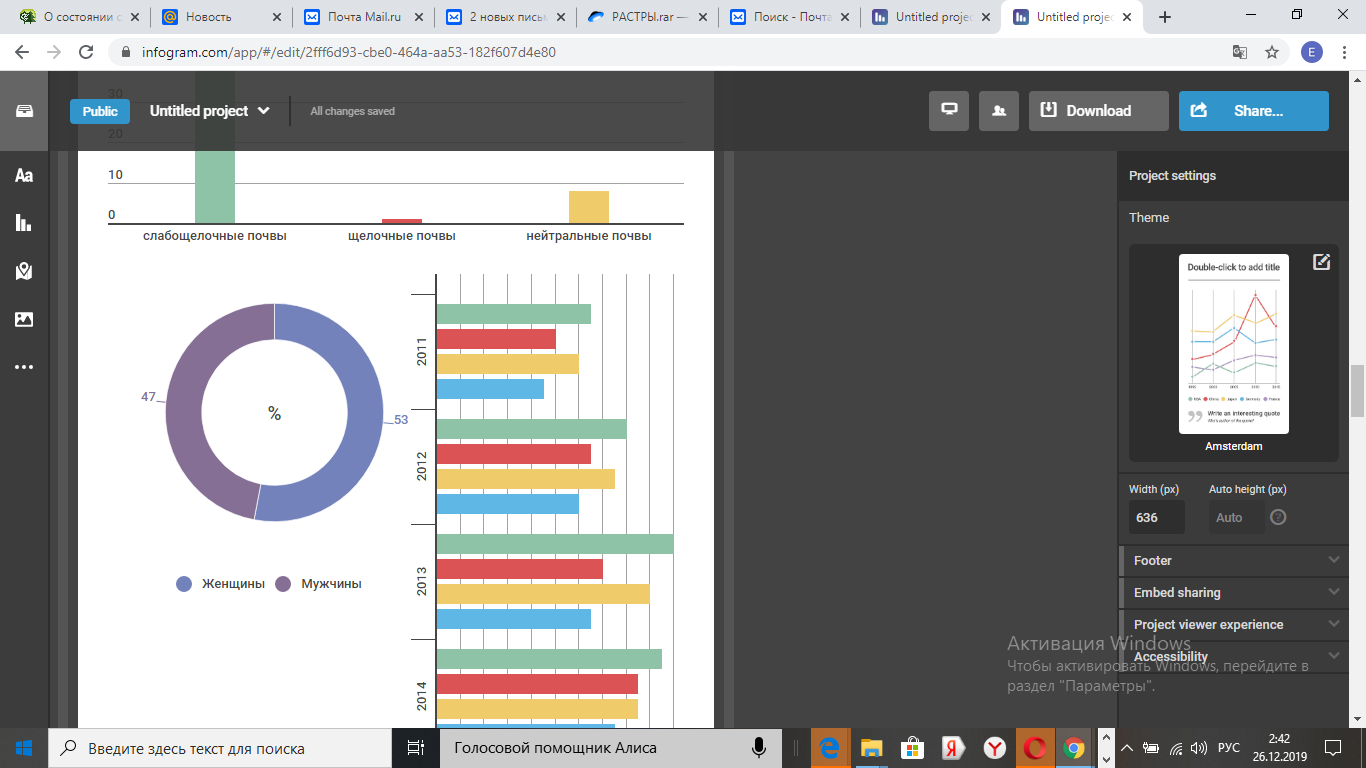 О состоянии с
Новость
Почта Mail.ru
2 новых письм
РАСТРЫ.rar —
Поиск - Почта
Untitled projec
Untitled projec
infogram.com/app/#/edit/2fff6d93-cbe0-464a-aa53-182f607d4e80
E
30
Public
Untitled project
All changes saved
Download
Share...
20
Aa
10
0
слабощелочные почвы
щелочные почвы
нейтральные почвы
47
%
53
Женщины
Мужчины
2011
2012
2013
2014
Project settings
Theme
Double-click to add title
Write an interesting quote
Amsterdam
Width (px)
Auto height (px)
636
Auto
?
Footer
Embed sharing
Project viewer experience
Accessibility
Активация Windows
Чтобы активировать Windows, перейдите в
раздел "Параметры".
Введите здесь текст для поиска
Голосовой помощник Алиса
РУС
2:42
26.12.2019